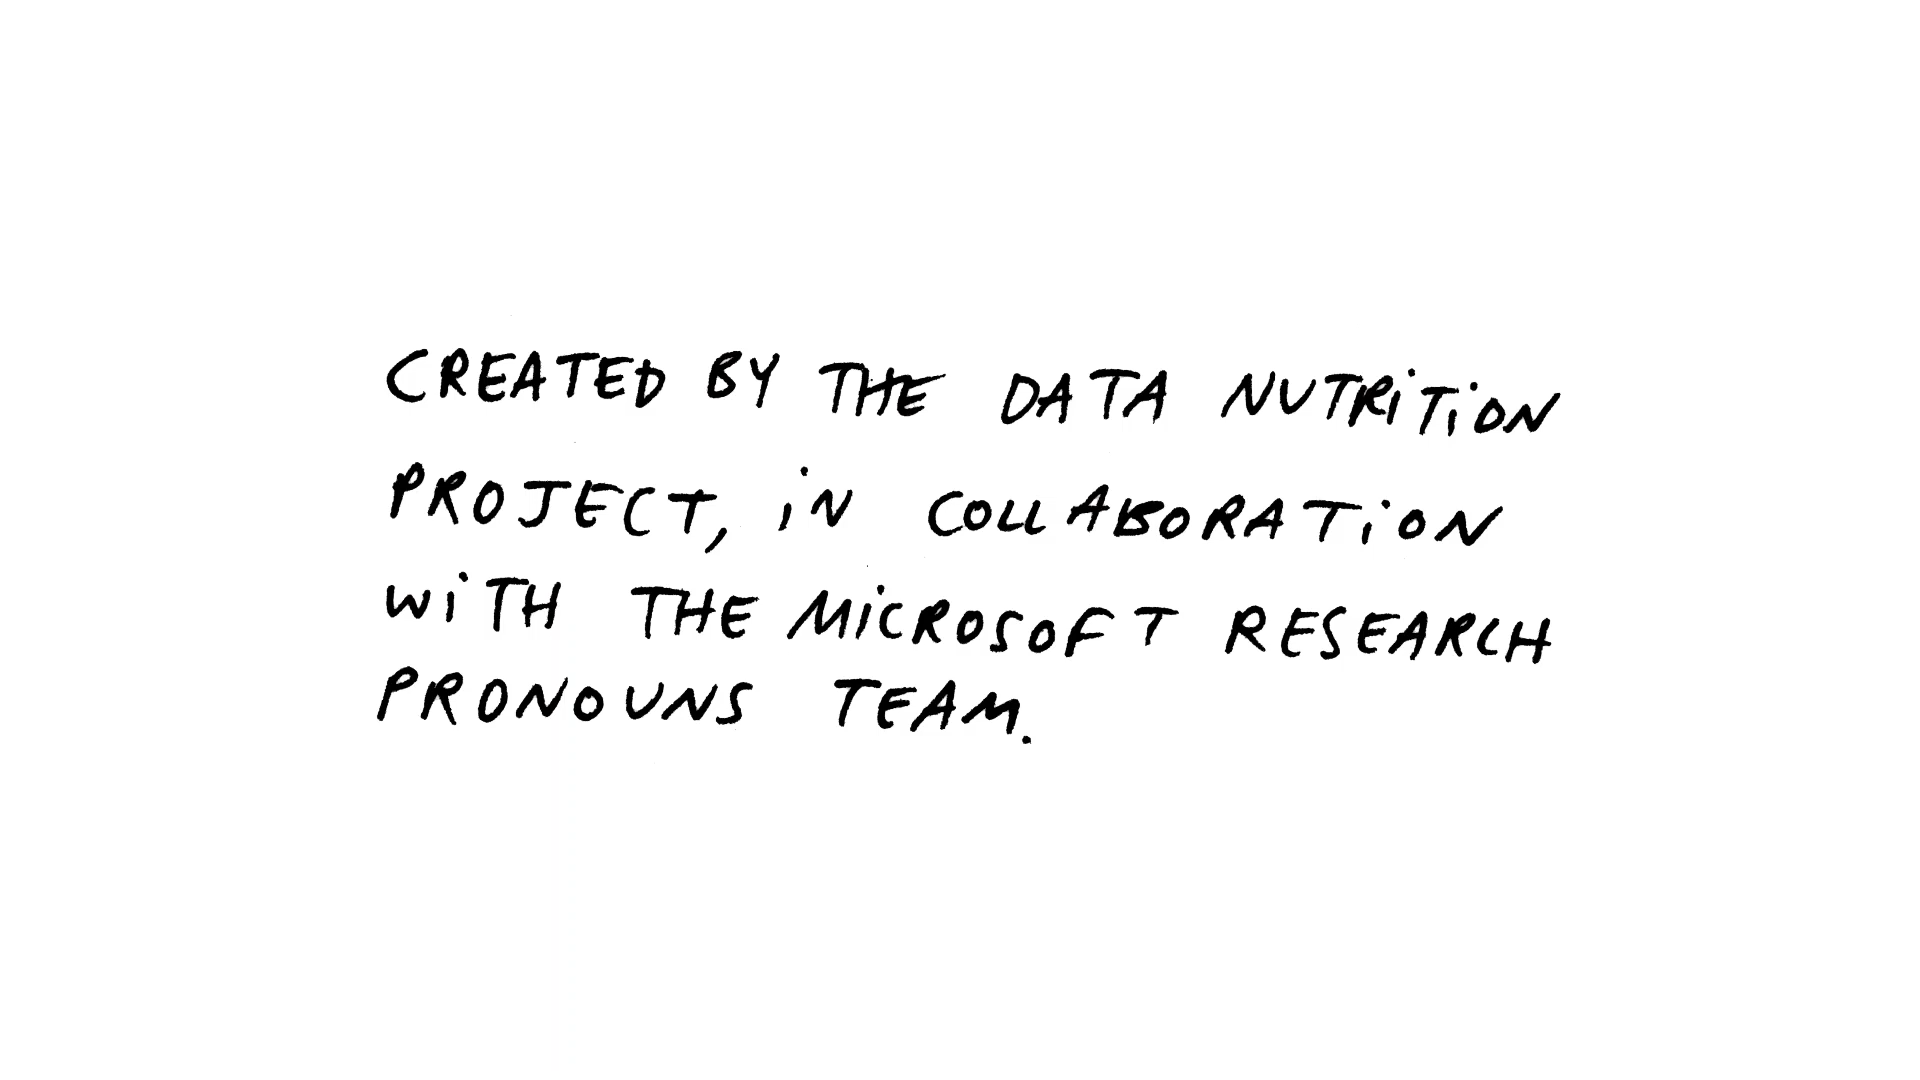 CREATED BY THE DATA NUTRiTiON
PROJECT, iN COLLABORATiON
WiTH THE MiCROSOFT RESEARCH
PRONOUNS TEAM.